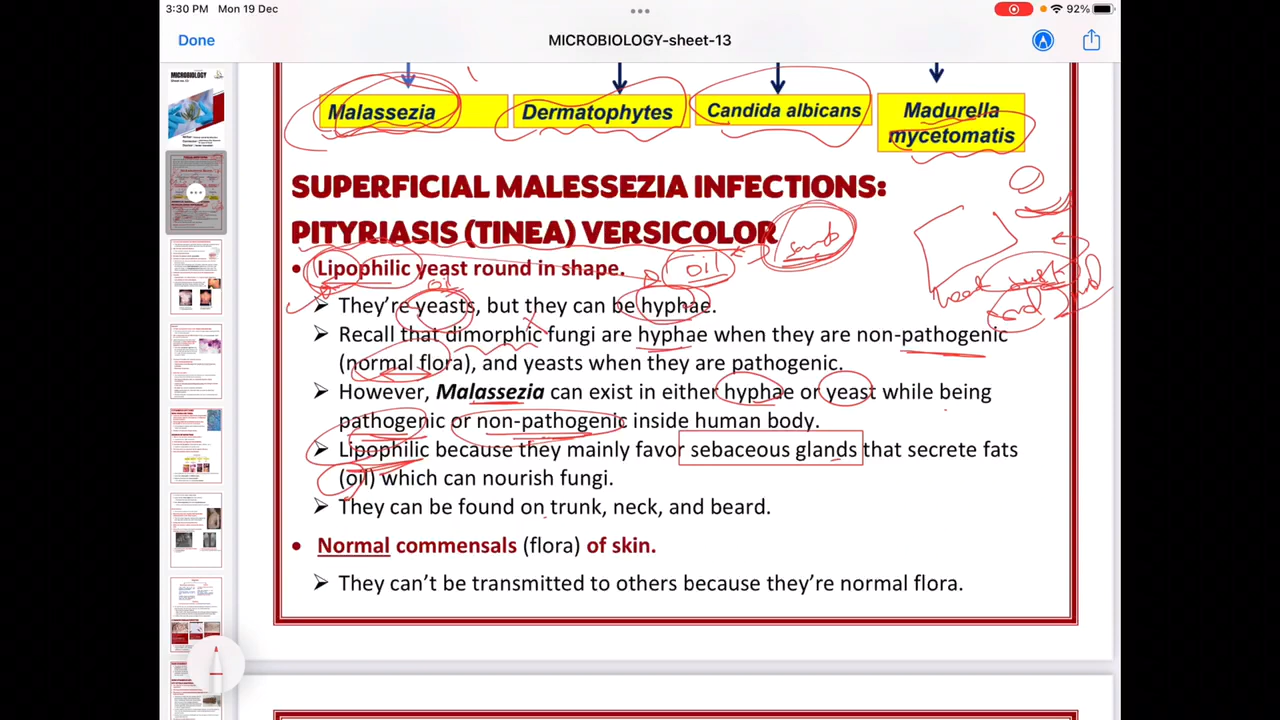 3:30 PM Mon 19 Dec
92%
Done
MICROBIOLOGY-sheet-13
MICROBIOLOGY
Malassezia
Dermatophytes
Candida albicans
Madurella
mycetomatis
SUPERFICIAL MALESSEZIA INFECTIONS:
PITYRIASIS (TINEA) VERSICOLOR
• Lipophilic yeast round in shape.
oil
oil
➢ They're yeasts, but they can be hyphae.
➢ Recall that dimorphic fungi are hyphae when they are non-pathogenic
(normal flora), and yeasts when they're pathogenic.
➢ However, Malassezia can exist in either hyphae or yeast while being
pathogenic or non-pathogenic inside human body.
➢ Lipophilic because they mainly favor sebaceous glands that secrete fats
(oil) which can nourish fungi.
➢ They can be found on trunk, neck, and beard.
• Normal commensals (flora) of skin.
➢ They can't be transmitted to others because they're normal flora.